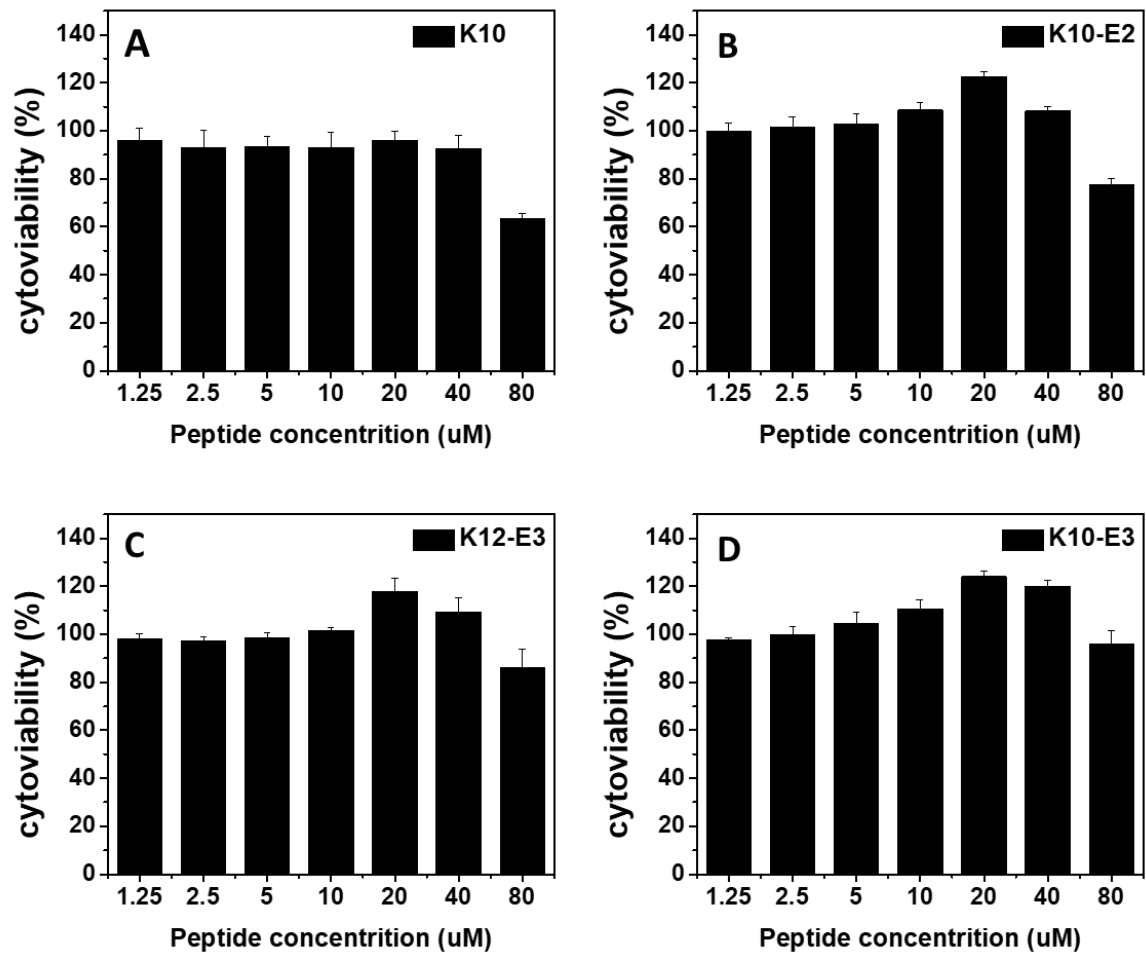 A
K10
cytoviability (%)
140
120
100
80
60
40
20
0
1.25 2.5 5 10 20 40 80
Peptide concentrition (uM)
B
K10-E2
cytoviability (%)
140
120
100
80
60
40
20
0
1.25 2.5 5 10 20 40 80
Peptide concentrition (uM)
C
K12-E3
cytoviability (%)
140
120
100
80
60
40
20
0
1.25 2.5 5 10 20 40 80
Peptide concentrition (uM)
D
K10-E3
cytoviability (%)
140
120
100
80
60
40
20
0
1.25 2.5 5 10 20 40 80
Peptide concentrition (uM)